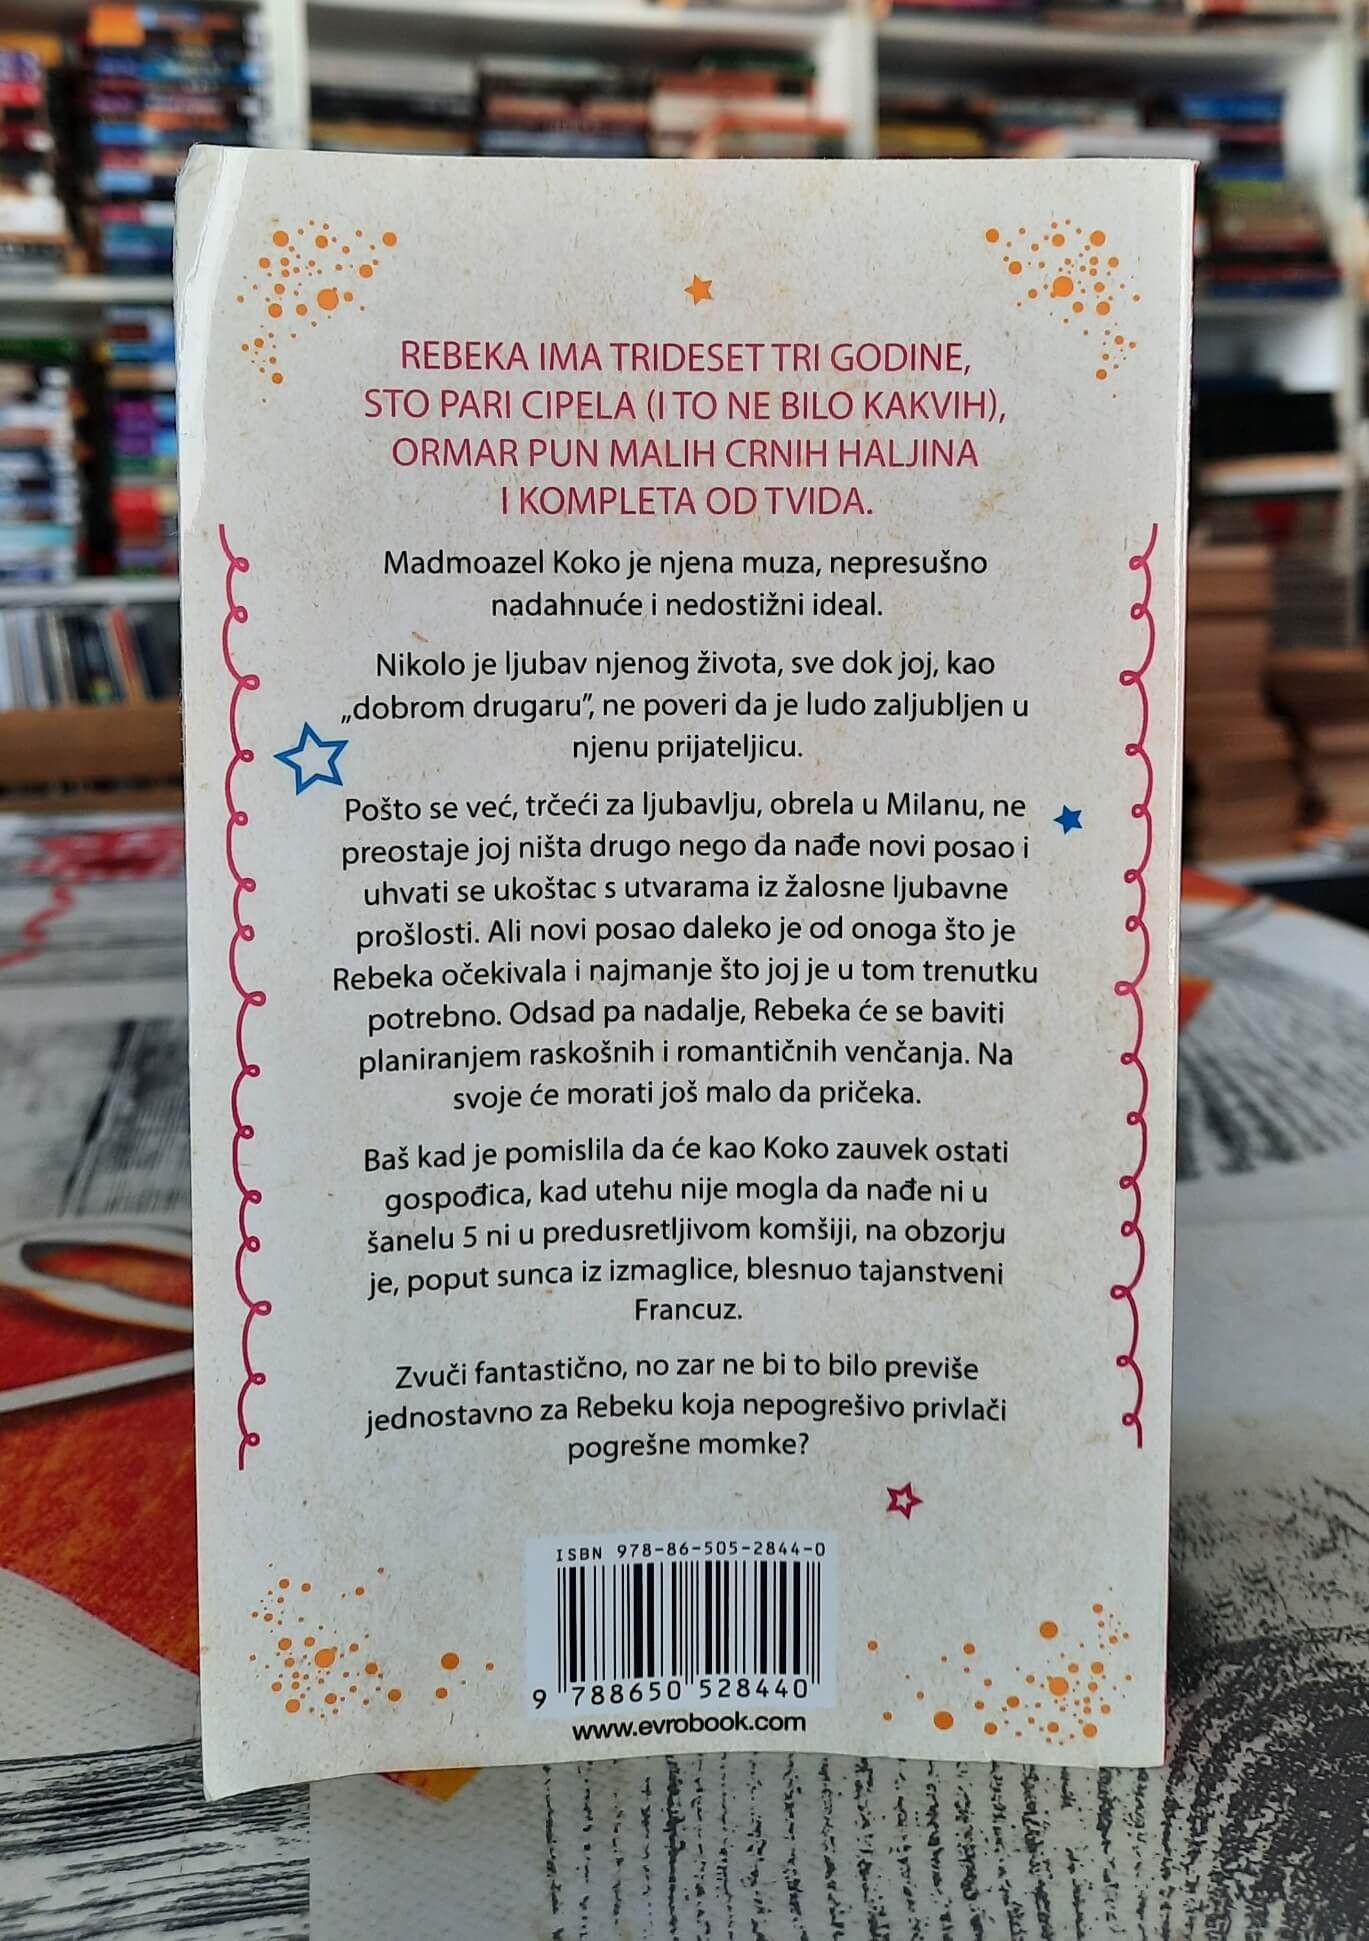 REBEKA IMA TRIDESET TRI GODINE,
STO PARI CIPELA (I TO NE BILO KAKVIH),
ORMAR PUN MALIH CRNIH HALJINA
I KOMPLETA OD TVIDA.
Madmoazel Koko je njena muza, nepresušno
nadahnuće i nedostižni ideal.
Nikolo je ljubav njenog života, sve dok joj, kao
„dobrom drugaru”, ne poveri da je ludo zaljubljen u
njenu prijateljicu.
Pošto se već, trčeći za ljubavlju, obrela u Milanu, ne
preostaje joj ništa drugo nego da nađe novi posao i
uhvati se ukoštac s utvarama iz žalosne ljubavne
prošlosti. Ali novi posao daleko je od onoga što je
Rebeka očekivala i najmanje što joj je u tom trenutku
potrebno. Odsad pa nadalje, Rebeka će se baviti
planiranjem raskošnih i romantičnih venčanja. Na
svoje će morati još malo da pričeka.
Baš kad je pomislila da će kao Koko zauvek ostati
gospođica, kad utehu nije mogla da nađe ni u
šanelu 5 ni u predusretljivom komšiji, na obzorju
je, poput sunca iz izmaglice, blesnuo tajanstveni
Francuz.
Zvuči fantastično, no zar ne bi to bilo previše
jednostavno za Rebeku koja nepogrešivo privlači
pogrešne momke?
ISBN 978-86-505-2844-0
9 788650 528440
www.evrobook.com